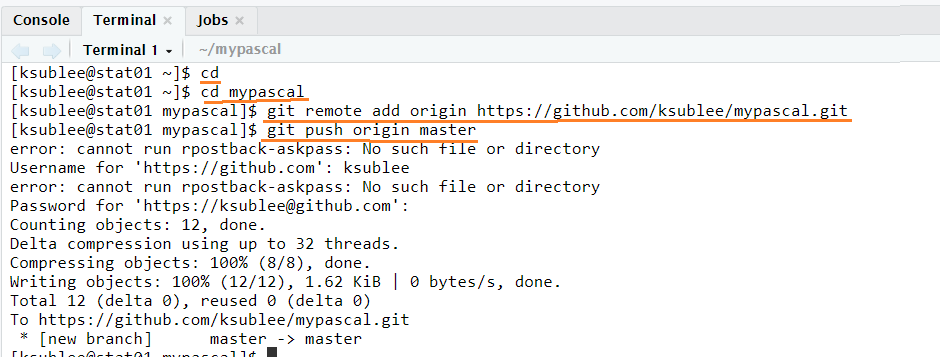 Console Terminal × Jobs ×
Terminal 1 ~/mypascal
[ksublee@stat01 ~]$ cd
[ksublee@stat01 ~]$ cd mypascal
[ksublee@stat01 mypascal]$ git remote add origin https://github.com/ksublee/mypascal.git
[ksublee@stat01 mypascal]$ git push origin master
error: cannot run rpostback-askpass: No such file or directory
Username for 'https://github.com': ksublee
error: cannot run rpostback-askpass: No such file or directory
Password for 'https://ksublee@github.com':
Counting objects: 12, done.
Delta compression using up to 32 threads.
Compressing objects: 100% (8/8), done.
Writing objects: 100% (12/12), 1.62 KiB | 0 bytes/s, done.
Total 12 (delta 0), reused 0 (delta 0)
To https://github.com/ksublee/mypascal.git
 * [new branch]      master -> master
[ksublee@stat01 mypascal]$